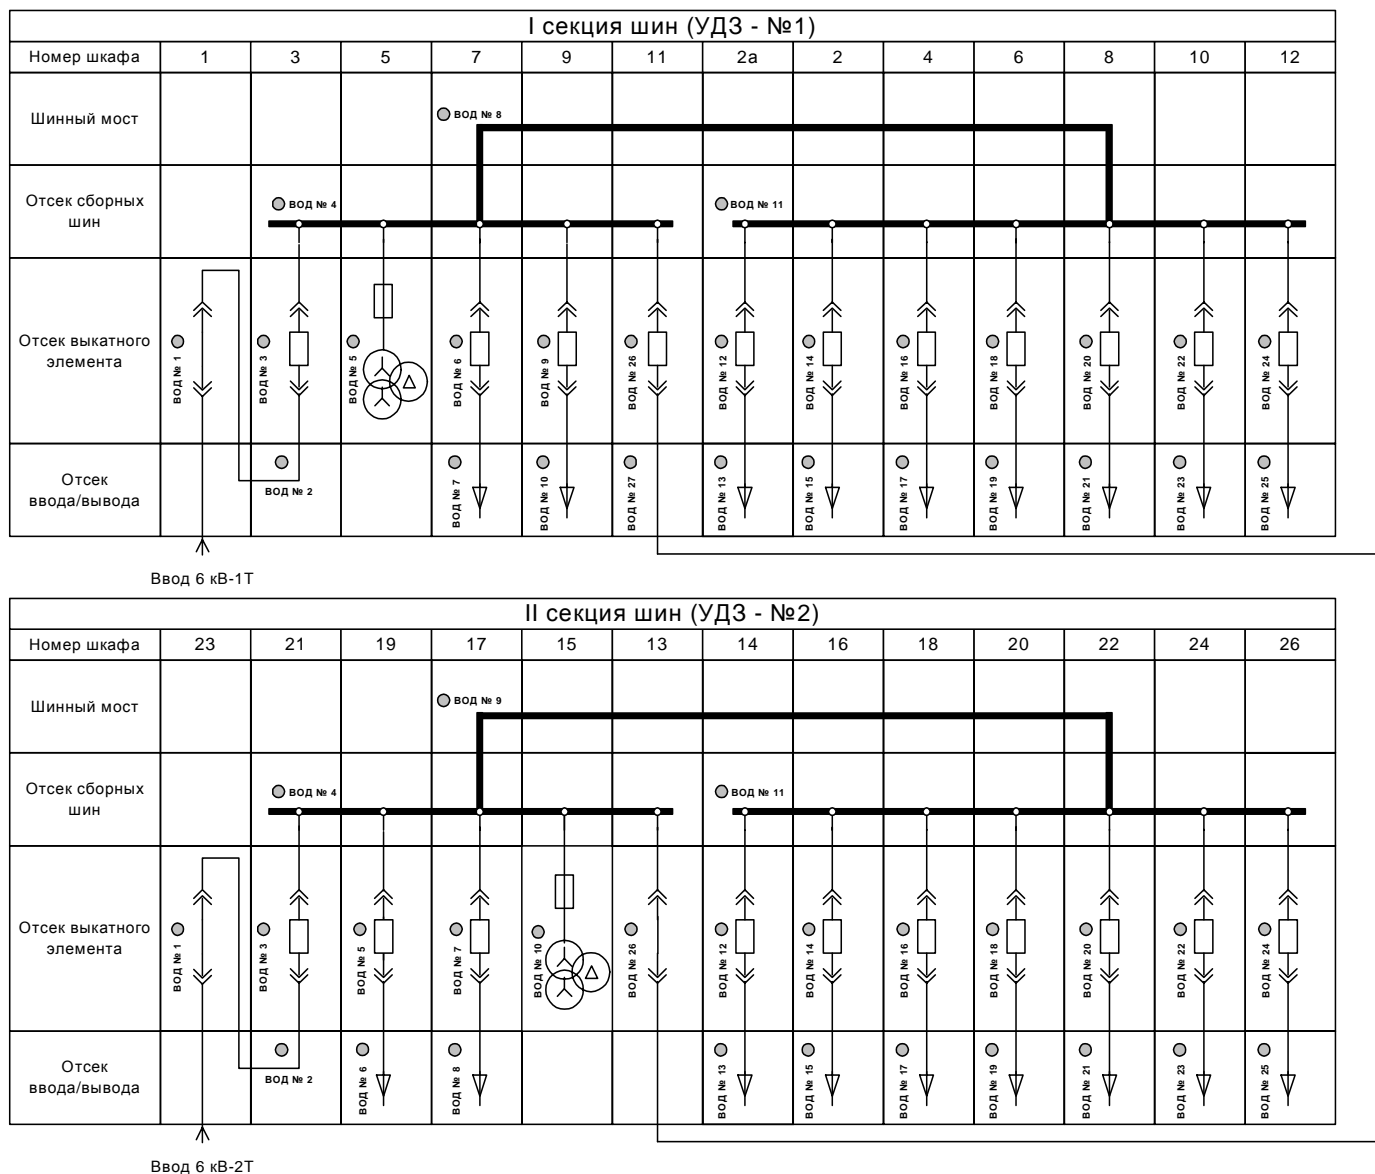 I секция шин (УДЗ - №1)
Номер шкафа 1 3 5 7 9 11 2а 2 4 6 8 10 12
Шинный мост
ВОД № 8
Отсек сборных
шин
ВОД № 4
ВОД № 11
Отсек выкатного
элемента
ВОД № 1
ВОД № 3
ВОД № 5
ВОД № 6
ВОД № 9
ВОД № 26
ВОД № 12
ВОД № 14
ВОД № 16
ВОД № 18
ВОД № 20
ВОД № 22
ВОД № 24
Отсек
ввода/вывода
ВОД № 2
ВОД № 7
ВОД № 10
ВОД № 27
ВОД № 13
ВОД № 15
ВОД № 17
ВОД № 19
ВОД № 21
ВОД № 23
ВОД № 25
Ввод 6 кВ-1Т
II секция шин (УДЗ - №2)
Номер шкафа 23 21 19 17 15 13 14 16 18 20 22 24 26
Шинный мост
ВОД № 9
Отсек сборных
шин
ВОД № 4
ВОД № 11
Отсек выкатного
элемента
ВОД № 1
ВОД № 3
ВОД № 5
ВОД № 7
ВОД № 10
ВОД № 26
ВОД № 12
ВОД № 14
ВОД № 16
ВОД № 18
ВОД № 20
ВОД № 22
ВОД № 24
Отсек
ввода/вывода
ВОД № 2
ВОД № 6
ВОД № 8
ВОД № 13
ВОД № 15
ВОД № 17
ВОД № 19
ВОД № 21
ВОД № 23
ВОД № 25
Ввод 6 кВ-2Т